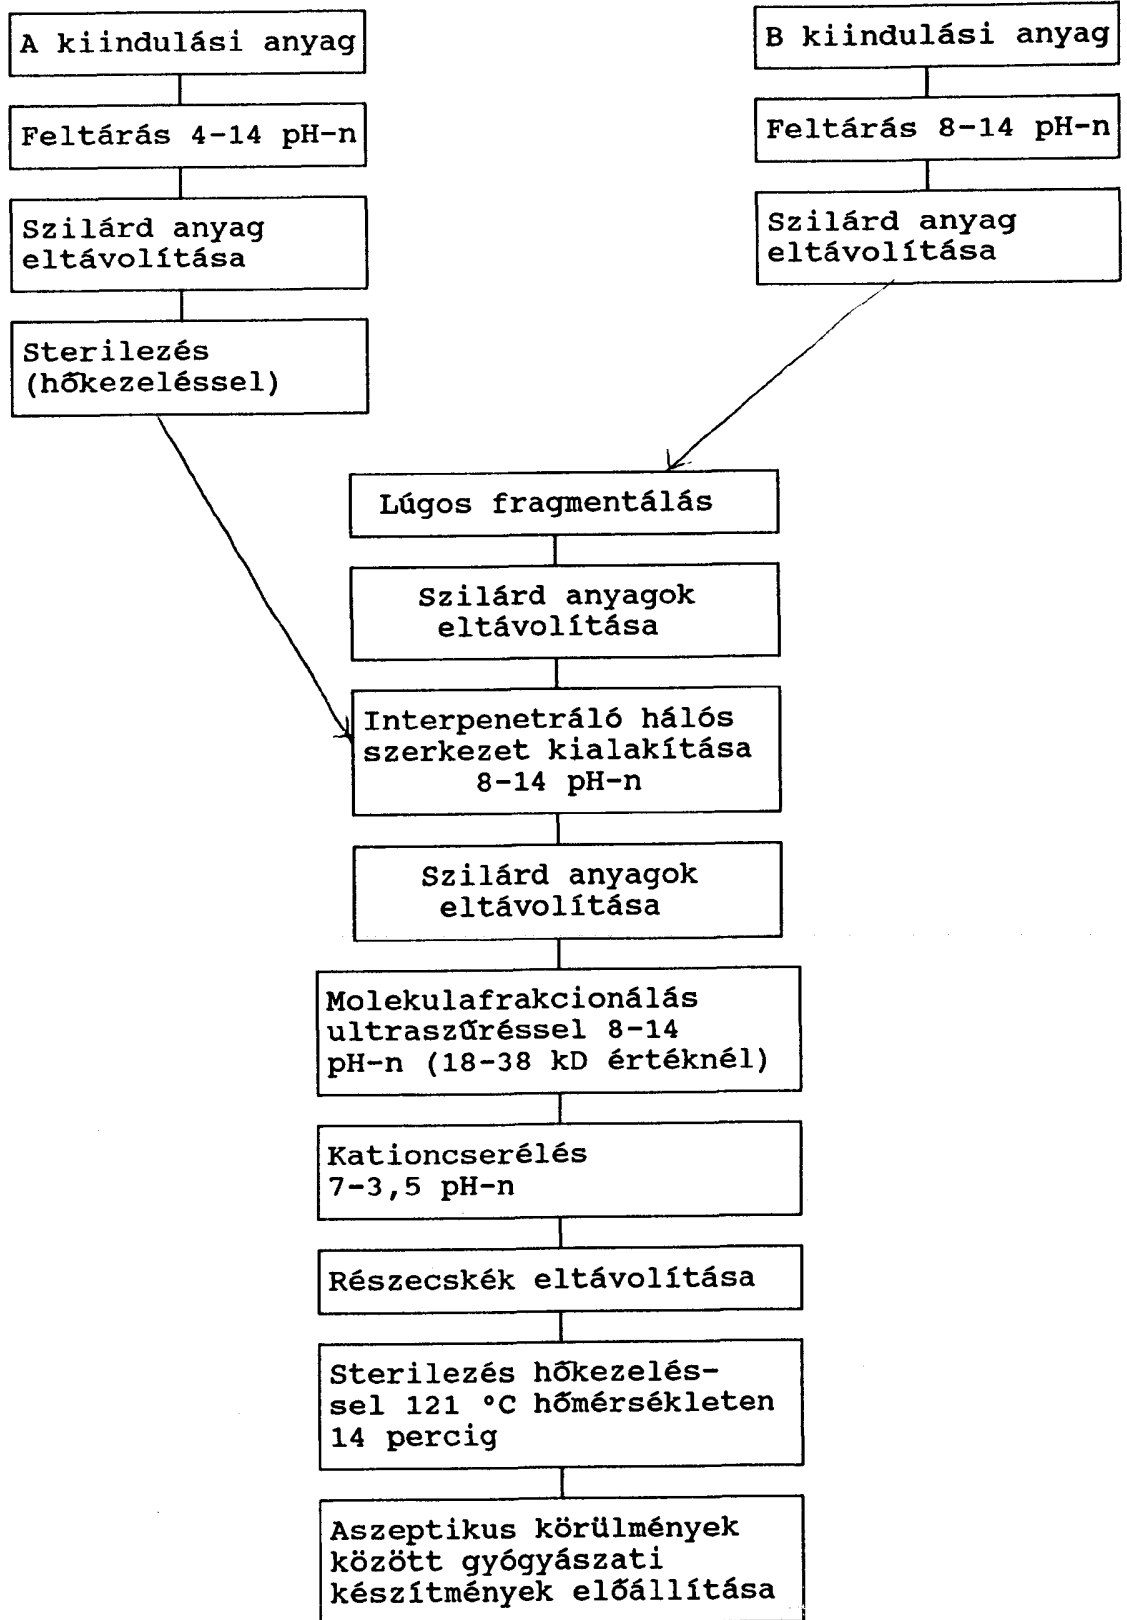 A kiindulási anyag
Feltárás 4-14 pH-n
Szilárd anyag
eltávolítása
Sterilezés
(hőkezeléssel)
B kiindulási anyag
Feltárás 8-14 pH-n
Szilárd anyag
eltávolítása
Lúgos fragmentálás
Szilárd anyagok
eltávolítása
Interpenetráló hálós
szerkezet kialakítása
8-14 pH-n
Szilárd anyagok
eltávolítása
Molekulafrakcionálás
ultraszűréssel 8-14
pH-n (18-38 kD értéknél)
Kationcserélés
7-3,5 pH-n
Részecskék eltávolítása
Sterilezés hőkezelés-
sel 121 °C hőmérsékleten
14 percig
Aszeptikus körülmények
között gyógyászati
készítmények előállítása